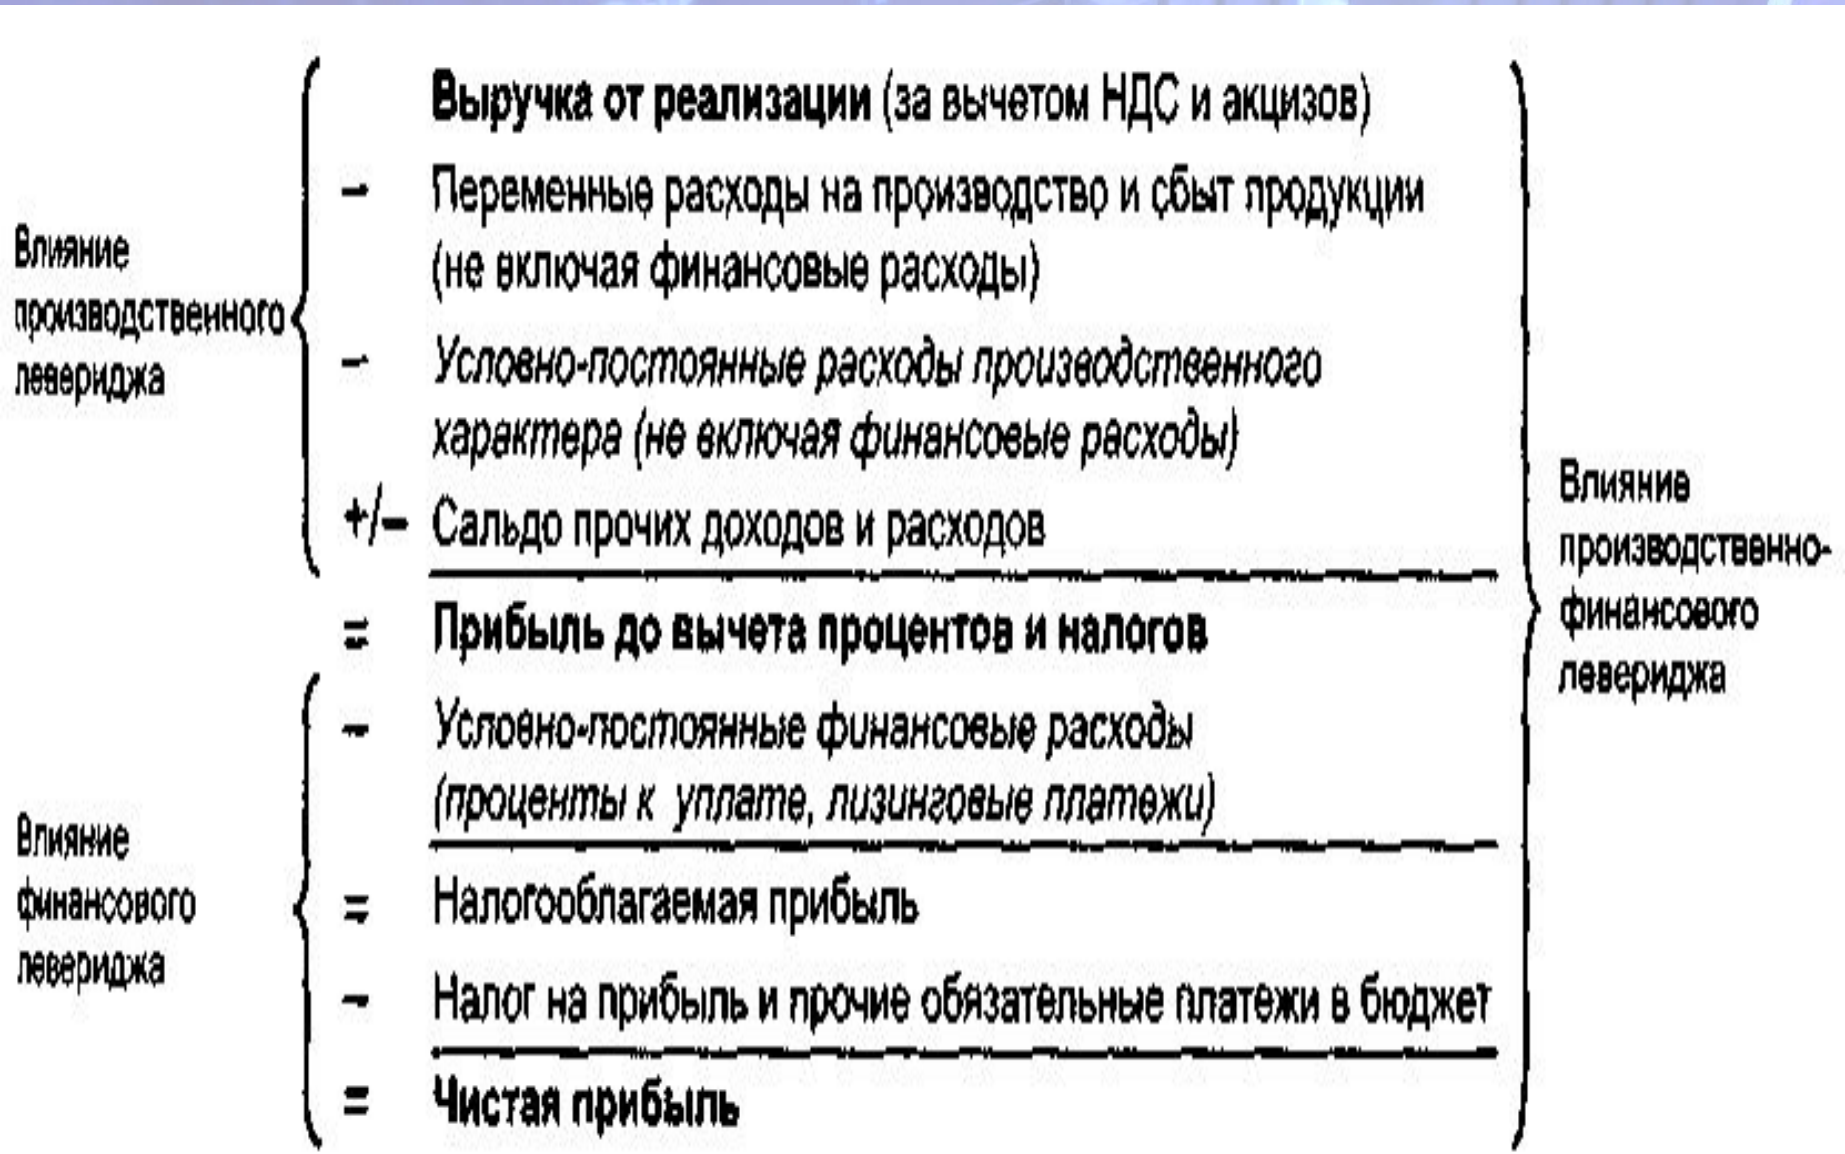 Влияние
производственного
левериджа
Выручка от реализации (за вычетом НДС и акцизов)
– Переменные расходы на производство и сбыт продукции
(не включая финансовые расходы)
– Условно-постоянные расходы производственного
характера (не включая финансовые расходы)
+/– Сальдо прочих доходов и расходов
= Прибыль до вычета процентов и налогов
Влияние
финансового
левериджа
– Условно-постоянные финансовые расходы
(проценты к уплате, лизинговые платежи)
= Налогооблагаемая прибыль
– Налог на прибыль и прочие обязательные платежи в бюджет
= Чистая прибыль
Влияние
производственно-
финансового
левериджа